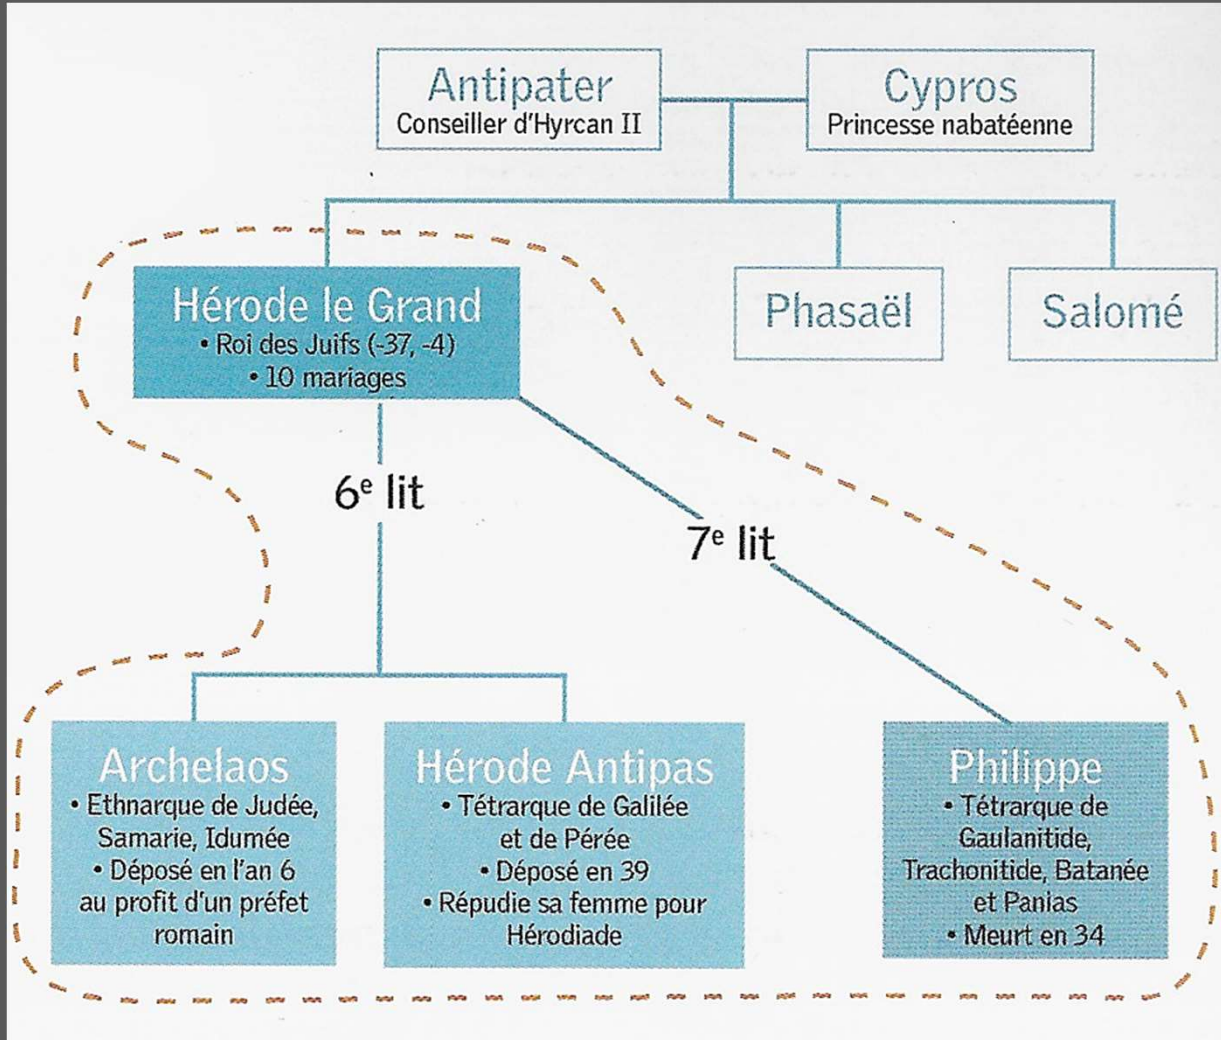 Antipater
Conseiller d'Hyrcan II
Cypros
Princesse nabatéenne
Hérode le Grand
• Roi des Juifs (-37, -4)
• 10 mariages
Phasaël
Salomé
6e lit
7e lit
Archelaos
• Ethnarque de Judée,
Samarie, Idumée
• Déposé en l'an 6
au profit d'un préfet
romain
Hérode Antipas
• Tétrarque de Galilée
et de Pérée
• Déposé en 39
• Répudie sa femme pour
Hérodiade
Philippe
• Tétrarque de
Gaulanitide,
Trachonitide, Batanée
et Panias
• Meurt en 34